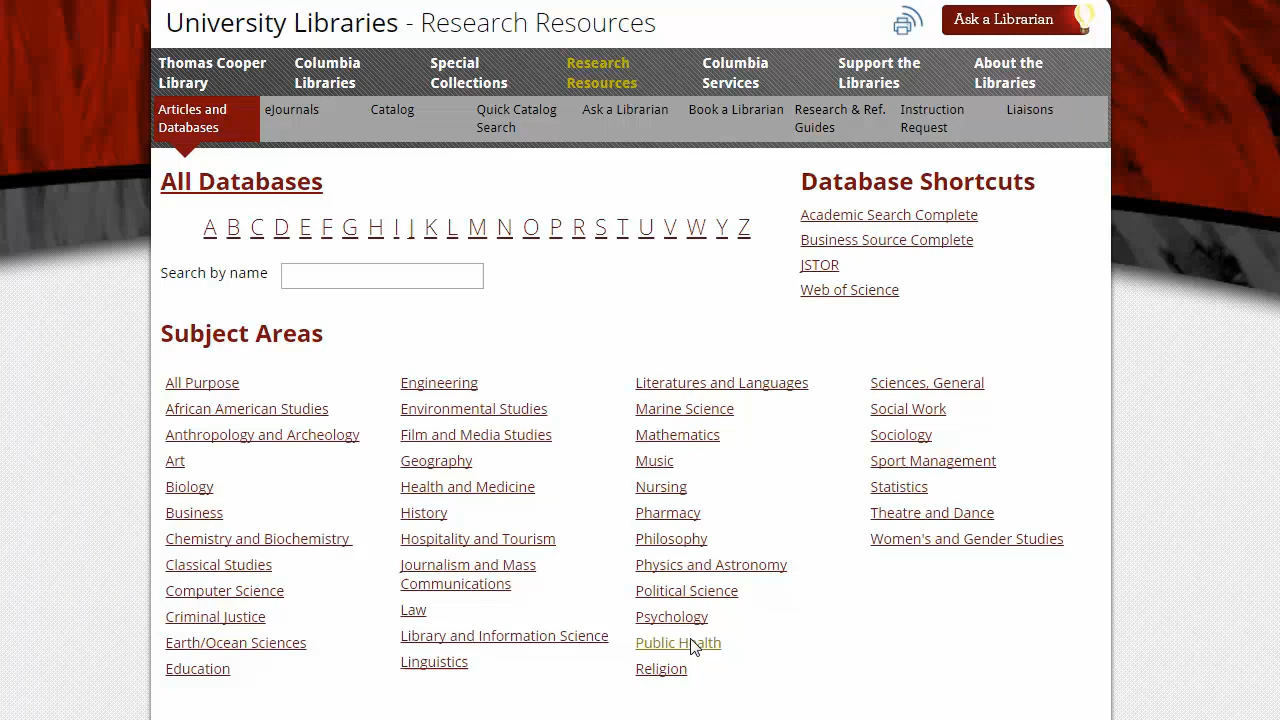 University Libraries - Research Resources
Ask a Librarian
Thomas Cooper
Library
Columbia
Libraries
Special
Collections
Research
Resources
Columbia
Services
Support the
Libraries
About the
Libraries
Articles and
Databases
eJournals
Catalog
Quick Catalog
Search
Ask a Librarian
Book a Librarian
Research & Ref.
Guides
Instruction
Request
Liaisons
All Databases
A B C D E F G H I J K L M N O P R S T U V W Y Z
Search by name
Database Shortcuts
Academic Search Complete
Business Source Complete
JSTOR
Web of Science
Subject Areas
All Purpose
African American Studies
Anthropology and Archeology
Art
Biology
Business
Chemistry and Biochemistry
Classical Studies
Computer Science
Criminal Justice
Earth/Ocean Sciences
Education
Engineering
Environmental Studies
Film and Media Studies
Geography
Health and Medicine
History
Hospitality and Tourism
Journalism and Mass
Communications
Law
Library and Information Science
Linguistics
Literatures and Languages
Marine Science
Mathematics
Music
Nursing
Pharmacy
Philosophy
Physics and Astronomy
Political Science
Psychology
Public Health
Religion
Sciences, General
Social Work
Sociology
Sport Management
Statistics
Theatre and Dance
Women's and Gender Studies